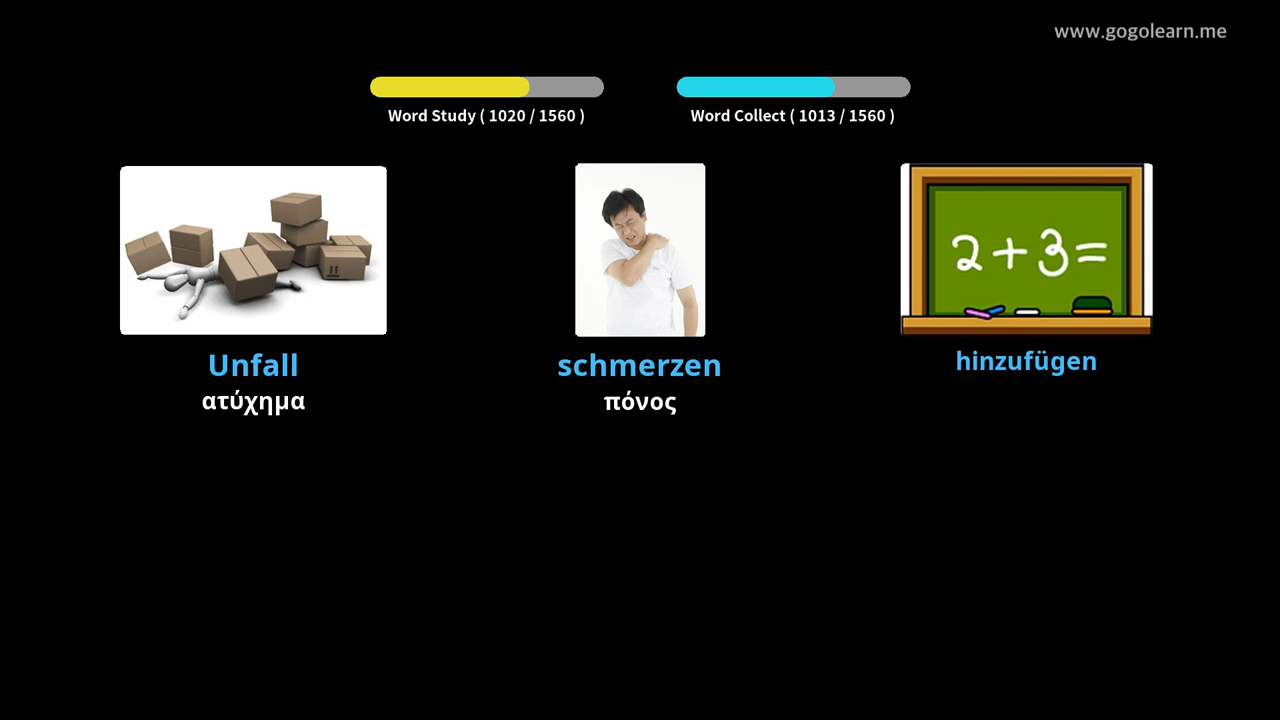 www.gogolearn.me
Word Study ( 1020 / 1560 )
Word Collect ( 1013 / 1560 )
2+3=
Unfall
ατύχημα
schmerzen
πόνος
hinzufügen